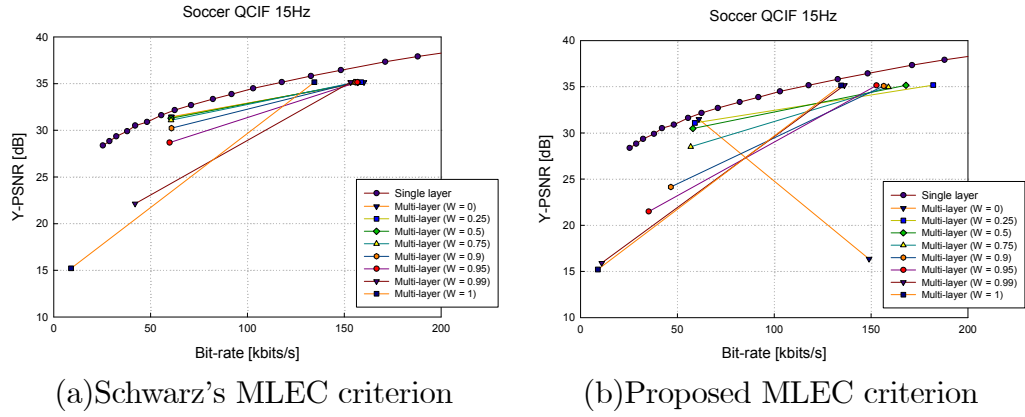 Soccer QCIF 15Hz
40
35
30
25
20
15
10
Y-PSNR [dB]
0
50
100
150
200
Bit-rate [kbits/s]
Single layer
Multi-layer (W = 0)
Multi-layer (W = 0.25)
Multi-layer (W = 0.5)
Multi-layer (W = 0.75)
Multi-layer (W = 0.9)
Multi-layer (W = 0.95)
Multi-layer (W = 0.99)
Multi-layer (W = 1)
(a)Schwarz's MLEC criterion
Soccer QCIF 15Hz
40
35
30
25
20
15
10
Y-PSNR [dB]
0
50
100
150
200
Bit-rate [kbits/s]
Single layer
Multi-layer (W = 0)
Multi-layer (W = 0.25)
Multi-layer (W = 0.5)
Multi-layer (W = 0.75)
Multi-layer (W = 0.9)
Multi-layer (W = 0.95)
Multi-layer (W = 0.99)
Multi-layer (W = 1)
(b)Proposed MLEC criterion